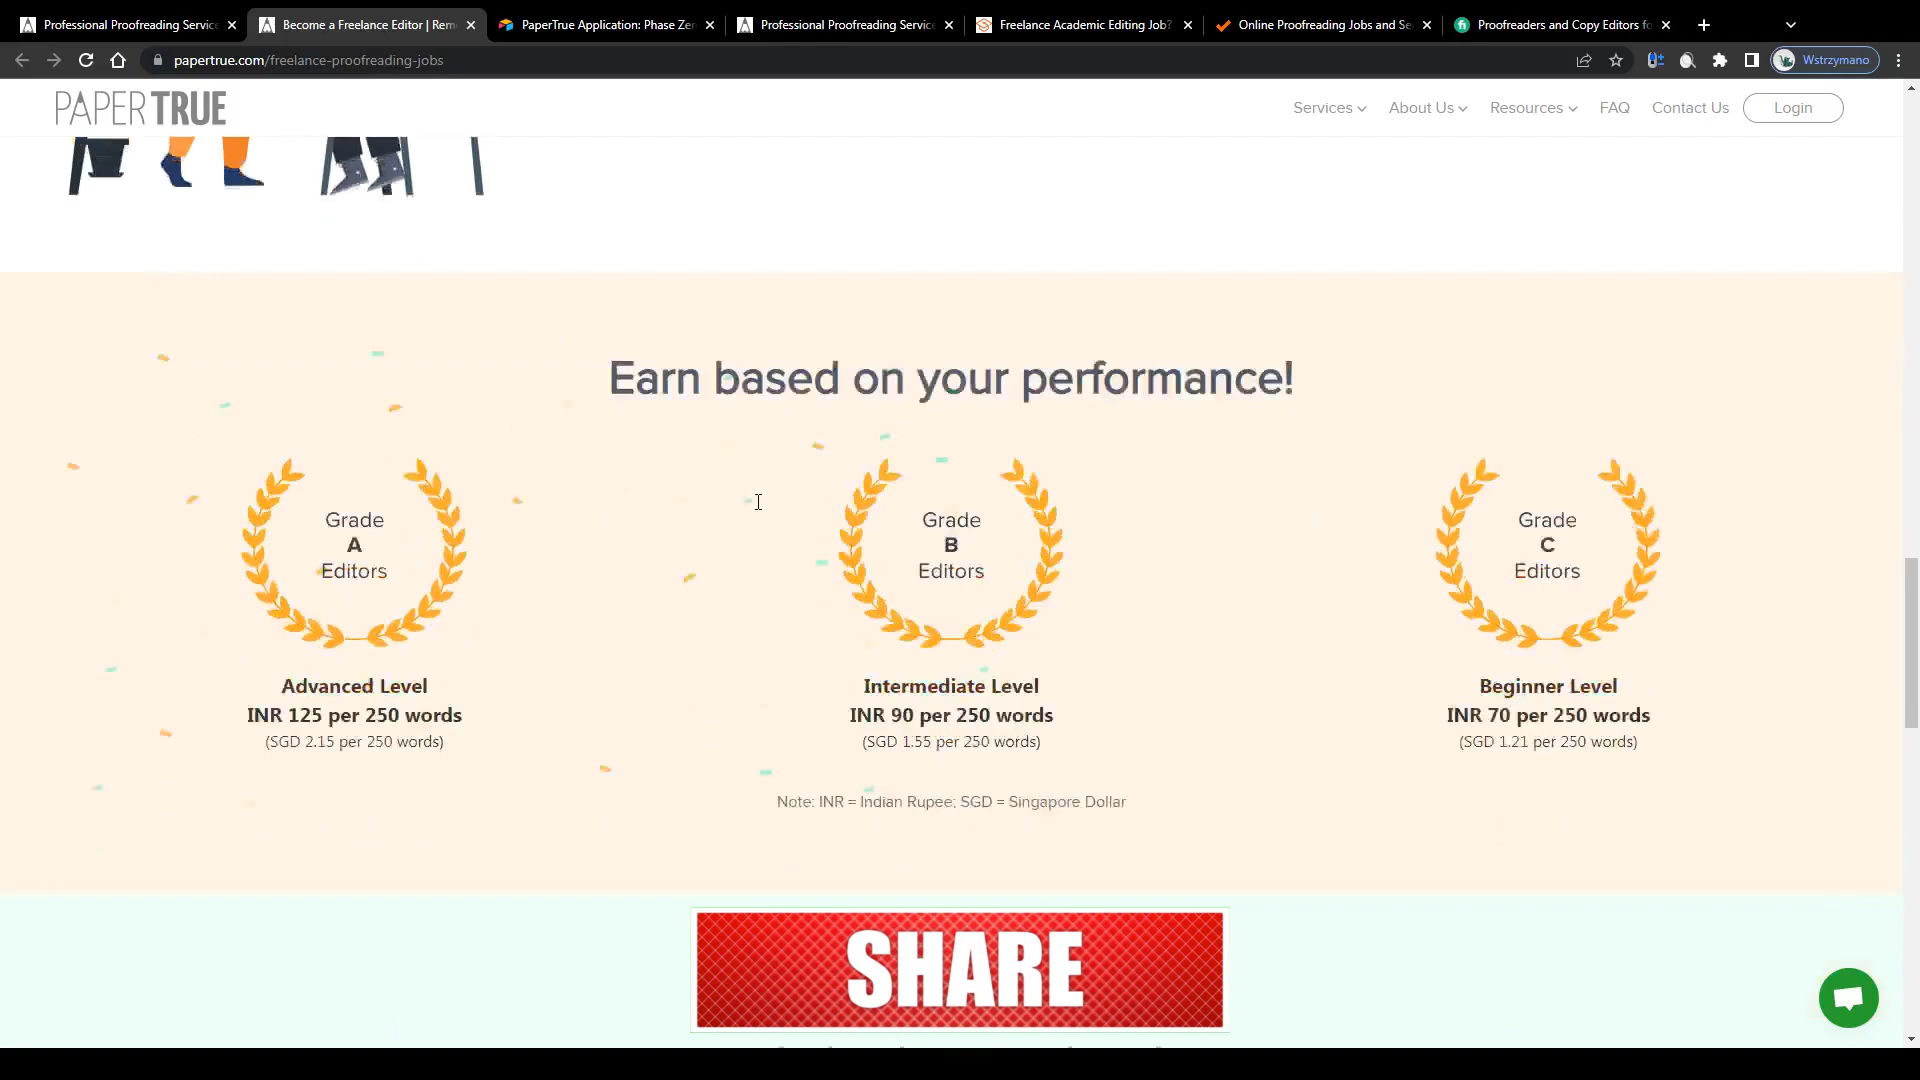 Professional Proofreading Service
Become a Freelance Editor | Rem
PaperTrue Application: Phase Zer
Professional Proofreading Service
Freelance Academic Editing Job?
Online Proofreading Jobs and Se
Proofreaders and Copy Editors fo
papertrue.com/freelance-proofreading-jobs
Wstrzymano
PAPERTRUE
Services
About Us
Resources
FAQ
Contact Us
Login
Earn based on your performance!
Grade
A
Editors
Advanced Level
INR 125 per 250 words
(SGD 2.15 per 250 words)
Grade
B
Editors
Intermediate Level
INR 90 per 250 words
(SGD 1.55 per 250 words)
Grade
C
Editors
Beginner Level
INR 70 per 250 words
(SGD 1.21 per 250 words)
Note: INR = Indian Rupee; SGD = Singapore Dollar
SHARE